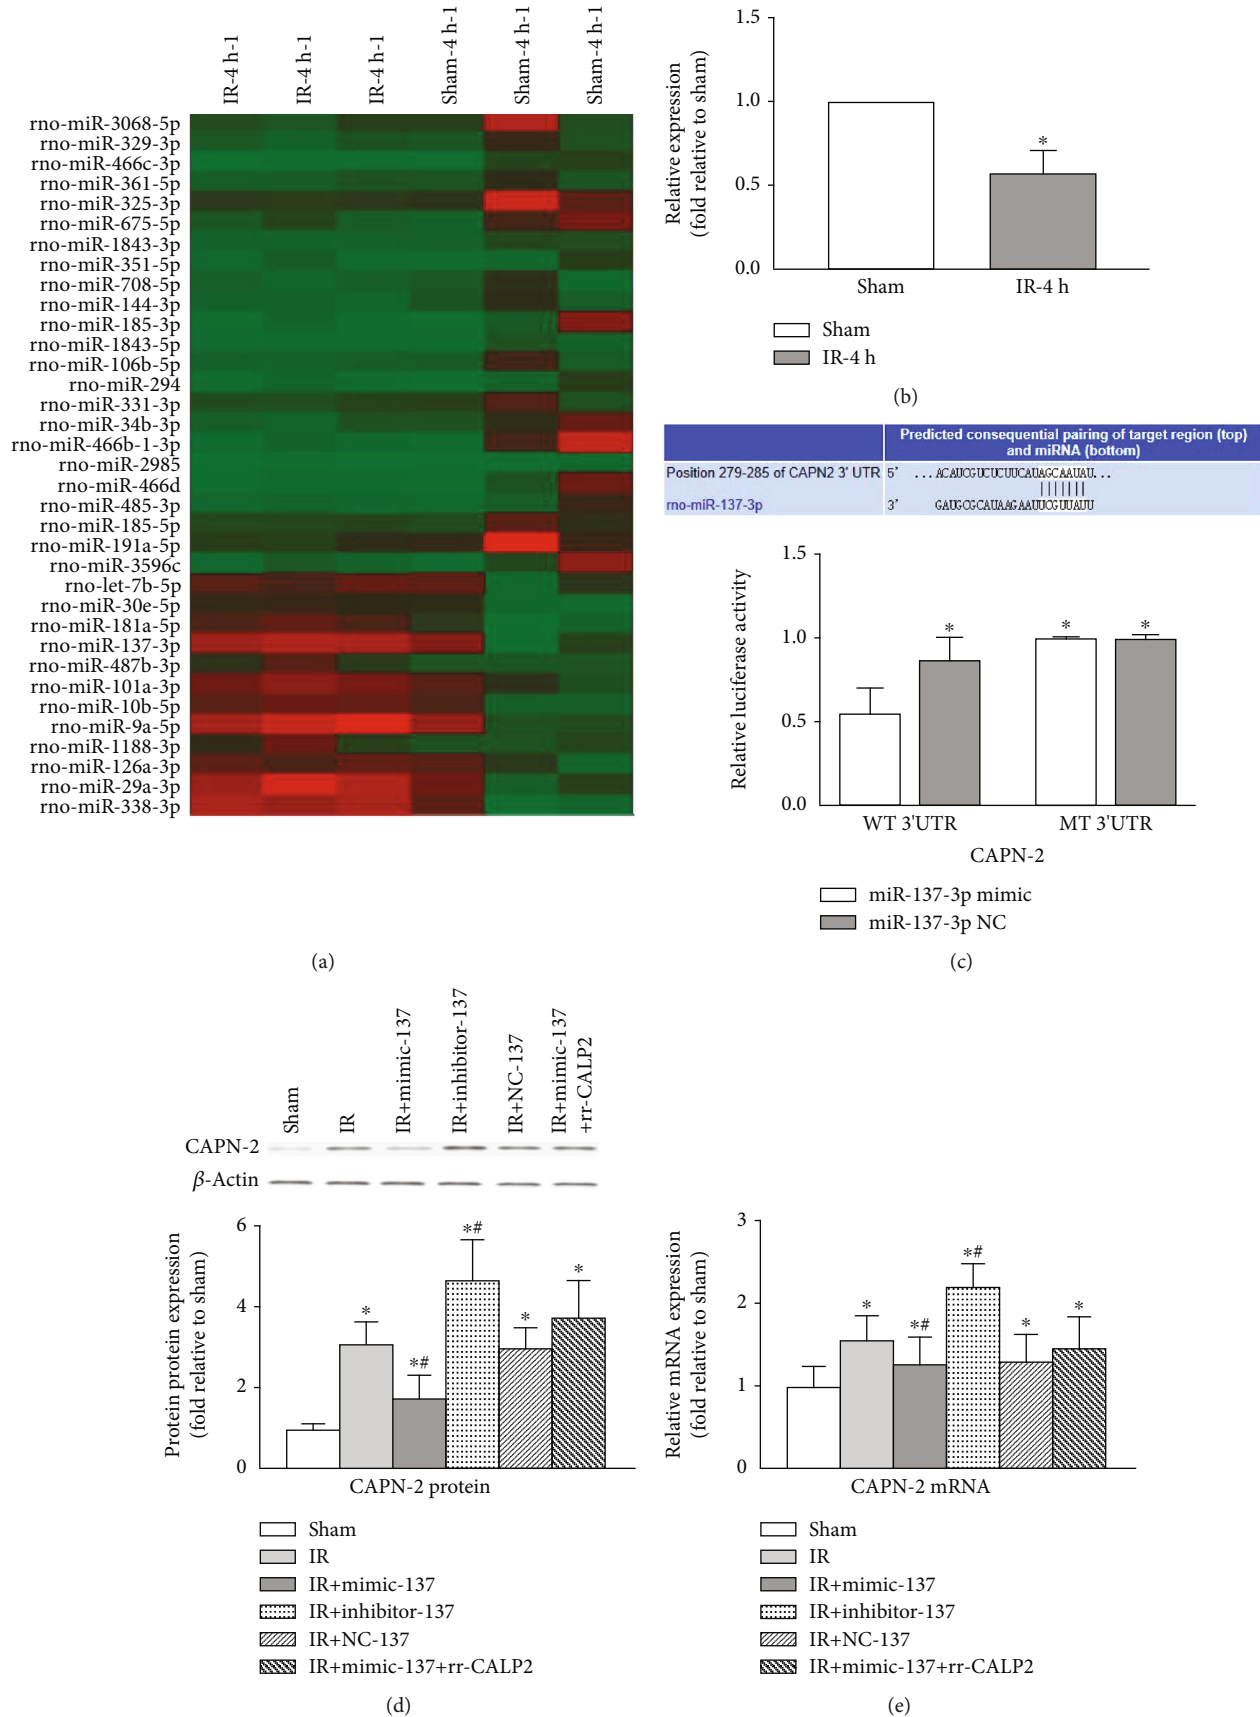 IR-4 h-1
IR-4 h-1
IR-4 h-1
Sham-4 h-1
Sham-4 h-1
Sham-4 h-1
rno-miR-3068-5p
rno-miR-329-3p
rno-miR-466c-3p
rno-miR-361-5p
rno-miR-325-3p
rno-miR-675-5p
rno-miR-1843-3p
rno-miR-351-5p
rno-miR-708-5p
rno-miR-144-3p
rno-miR-185-3p
rno-miR-1843-5p
rno-miR-106b-5p
rno-miR-294
rno-miR-331-3p
rno-miR-34b-3p
rno-miR-466b-1-3p
rno-miR-2985
rno-miR-466d
rno-miR-485-3p
rno-miR-185-5p
rno-miR-191a-5p
rno-miR-3596c
rno-let-7b-5p
rno-miR-30e-5p
rno-miR-181a-5p
rno-miR-137-3p
rno-miR-487b-3p
rno-miR-101a-3p
rno-miR-10b-5p
rno-miR-9a-5p
rno-miR-1188-3p
rno-miR-126a-3p
rno-miR-29a-3p
rno-miR-338-3p
(a)
Relative expression
(fold relative to sham)
1.5
1.0
0.5
0.0
*
Sham
IR-4 h
Sham
IR-4 h
(b)
Predicted consequential pairing of target region (top)
and miRNA (bottom)
Position 279-285 of CAPN2 3' UTR 5' ...ACAUCGUCUCUUCAUAGCAAUAU...
rno-miR-137-3p 3' GAUGCGCAUAAGAAUUCGUUAUU
Relative luciferase activity
1.5
1.0
0.5
0.0
* * *
WT 3'UTR
MT 3'UTR
CAPN-2
miR-137-3p mimic
miR-137-3p NC
(c)
Sham
IR
IR+mimic-137
IR+inhibitor-137
IR+NC-137
IR+mimic-137
+rr-CALP2
CAPN-2
β-Actin
Protein protein expression
(fold relative to sham)
6
4
2
0
*
*#
*#
*
*
CAPN-2 protein
Sham
IR
IR+mimic-137
IR+inhibitor-137
IR+NC-137
IR+mimic-137+rr-CALP2
(d)
Relative mRNA expression
(fold relative to sham)
3
2
1
0
*
*#
*#
*
*
CAPN-2 mRNA
Sham
IR
IR+mimic-137
IR+inhibitor-137
IR+NC-137
IR+mimic-137+rr-CALP2
(e)